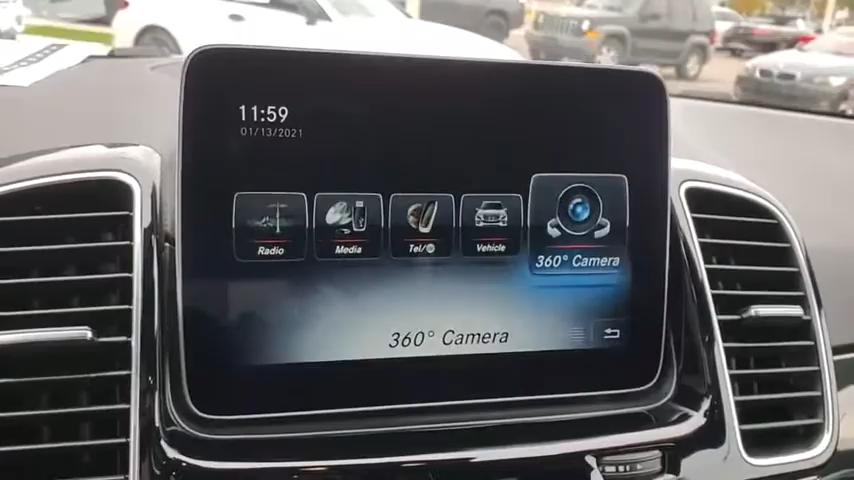 11:59
01/13/2021
Radio
Media
Tel/
Vehicle
360° Camera
360° Camera